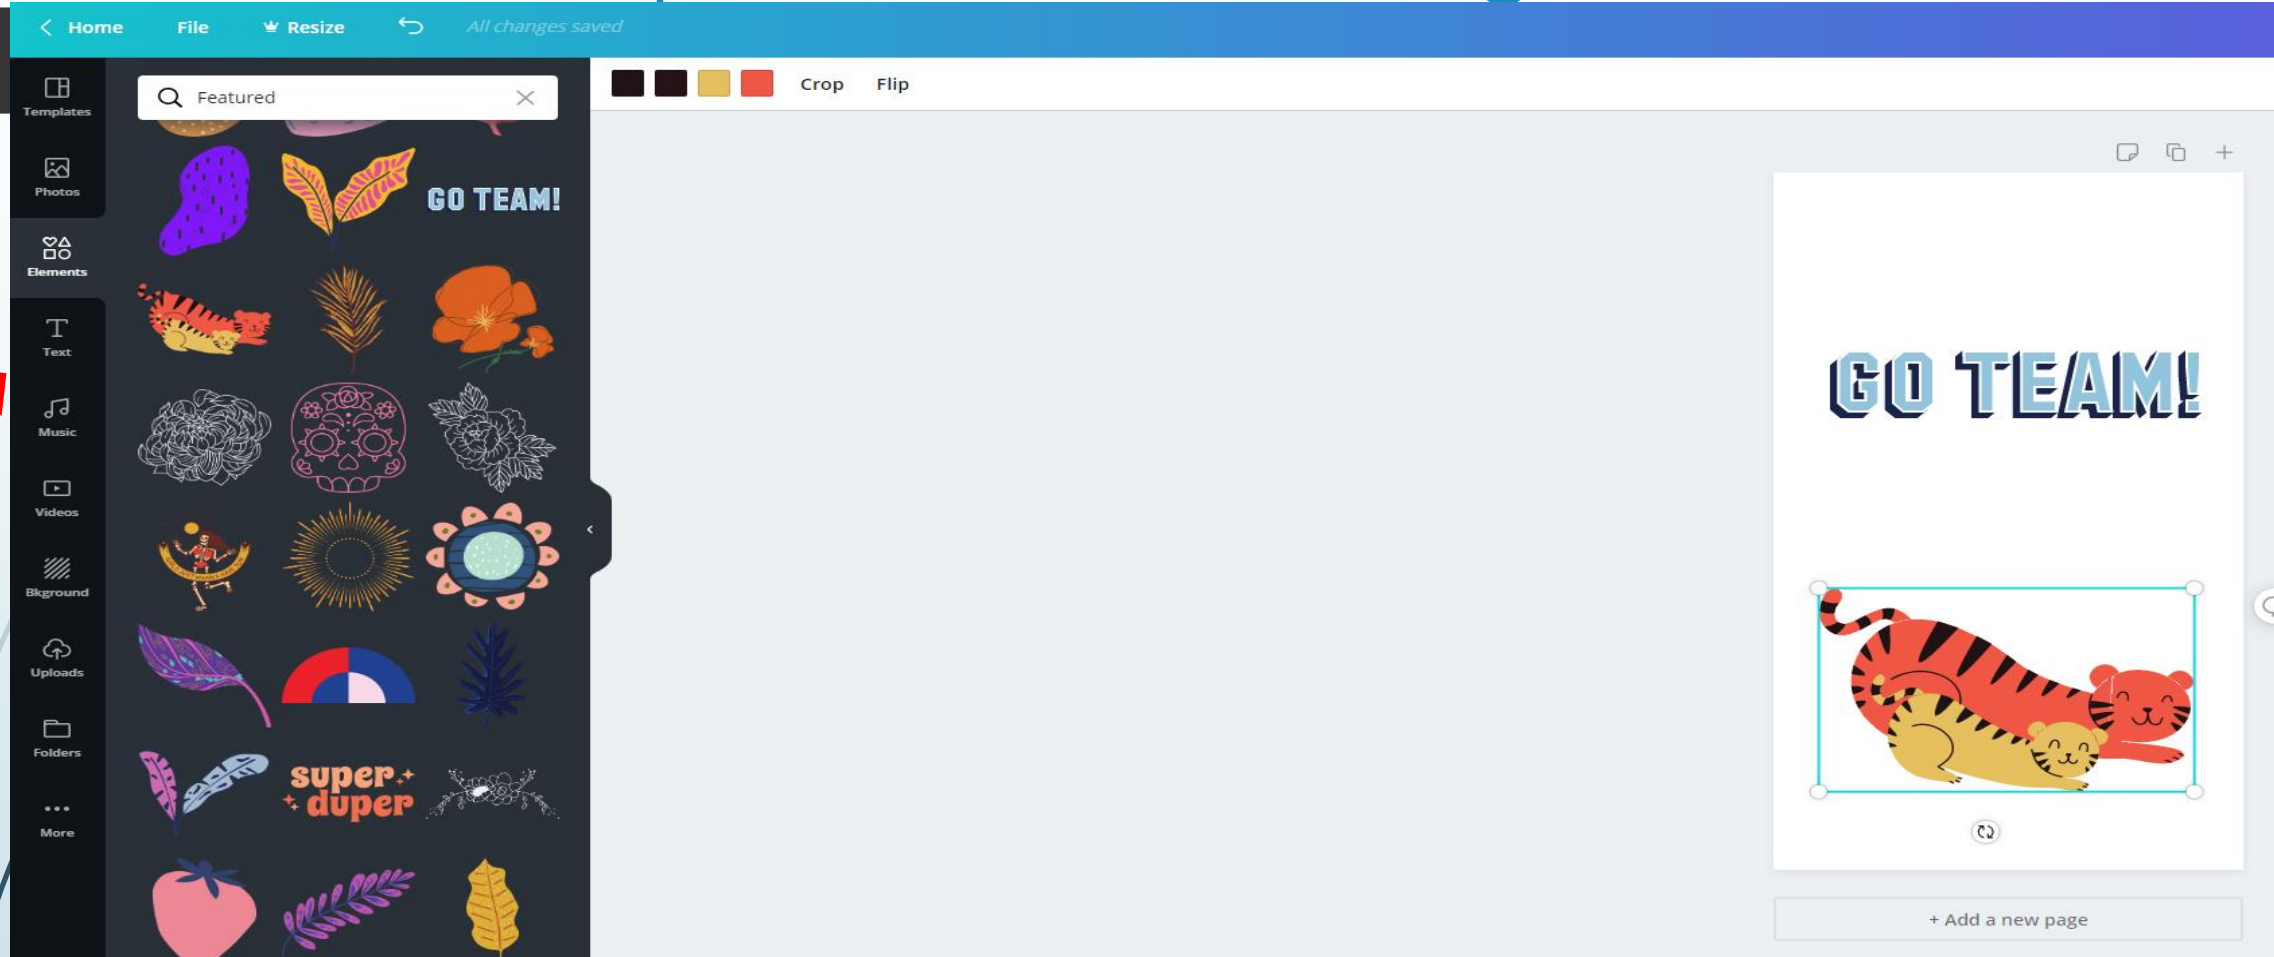 Home File Resize All changes saved
Templates
Photos
Elements
Text
Music
Videos
Bkground
Uploads
Folders
More
Featured
GO TEAM!
super
duper
Crop Flip
GO TEAM!
+ Add a new page